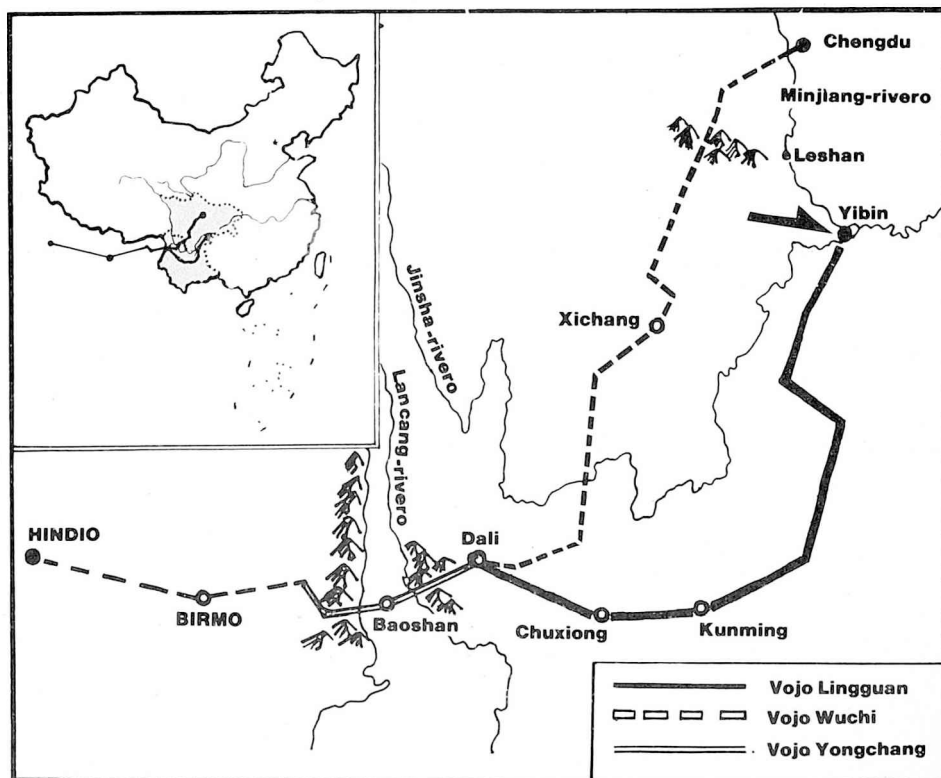 Chengdu
Minjiang-rivero
Leshan
Yibin
Jinsha-rivero
Xichang
Lancang-rivero
HINDIO
Dali
BIRMO
Baoshan
Chuxiong
Kunming
Vojo Lingguan
Vojo Wuchi
Vojo Yongchang